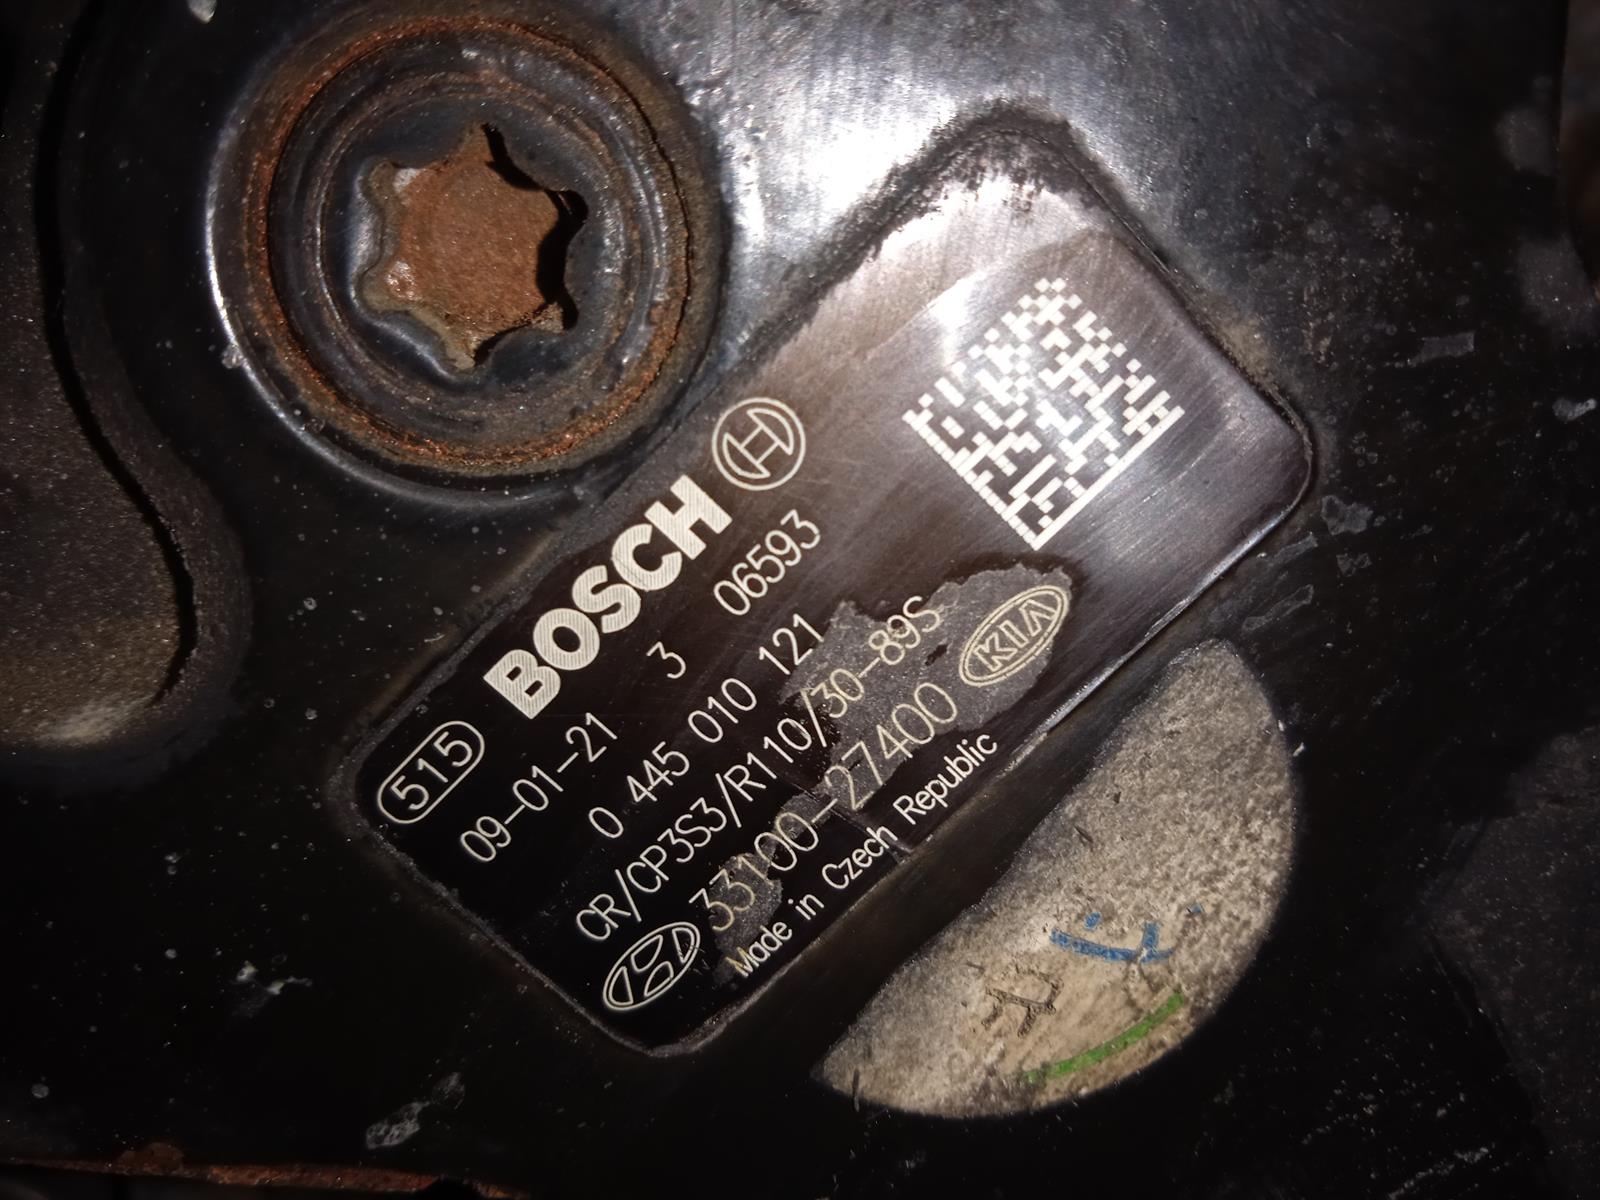 515 BOSCH
09-01-21 3 06593
0 445 010 121
CR/CP3S3/R110/30-89S
33100-27400 KIA
Made in Czech Republic